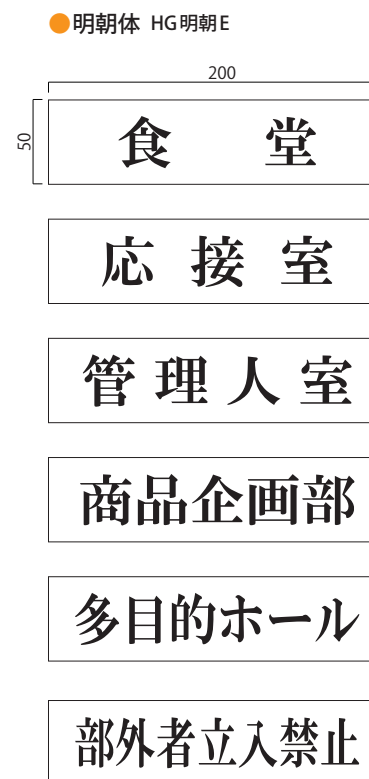 ●明朝体 HG明朝E
200
50
食堂
応接室
管理人室
商品企画部
多目的ホール
部外者立入禁止